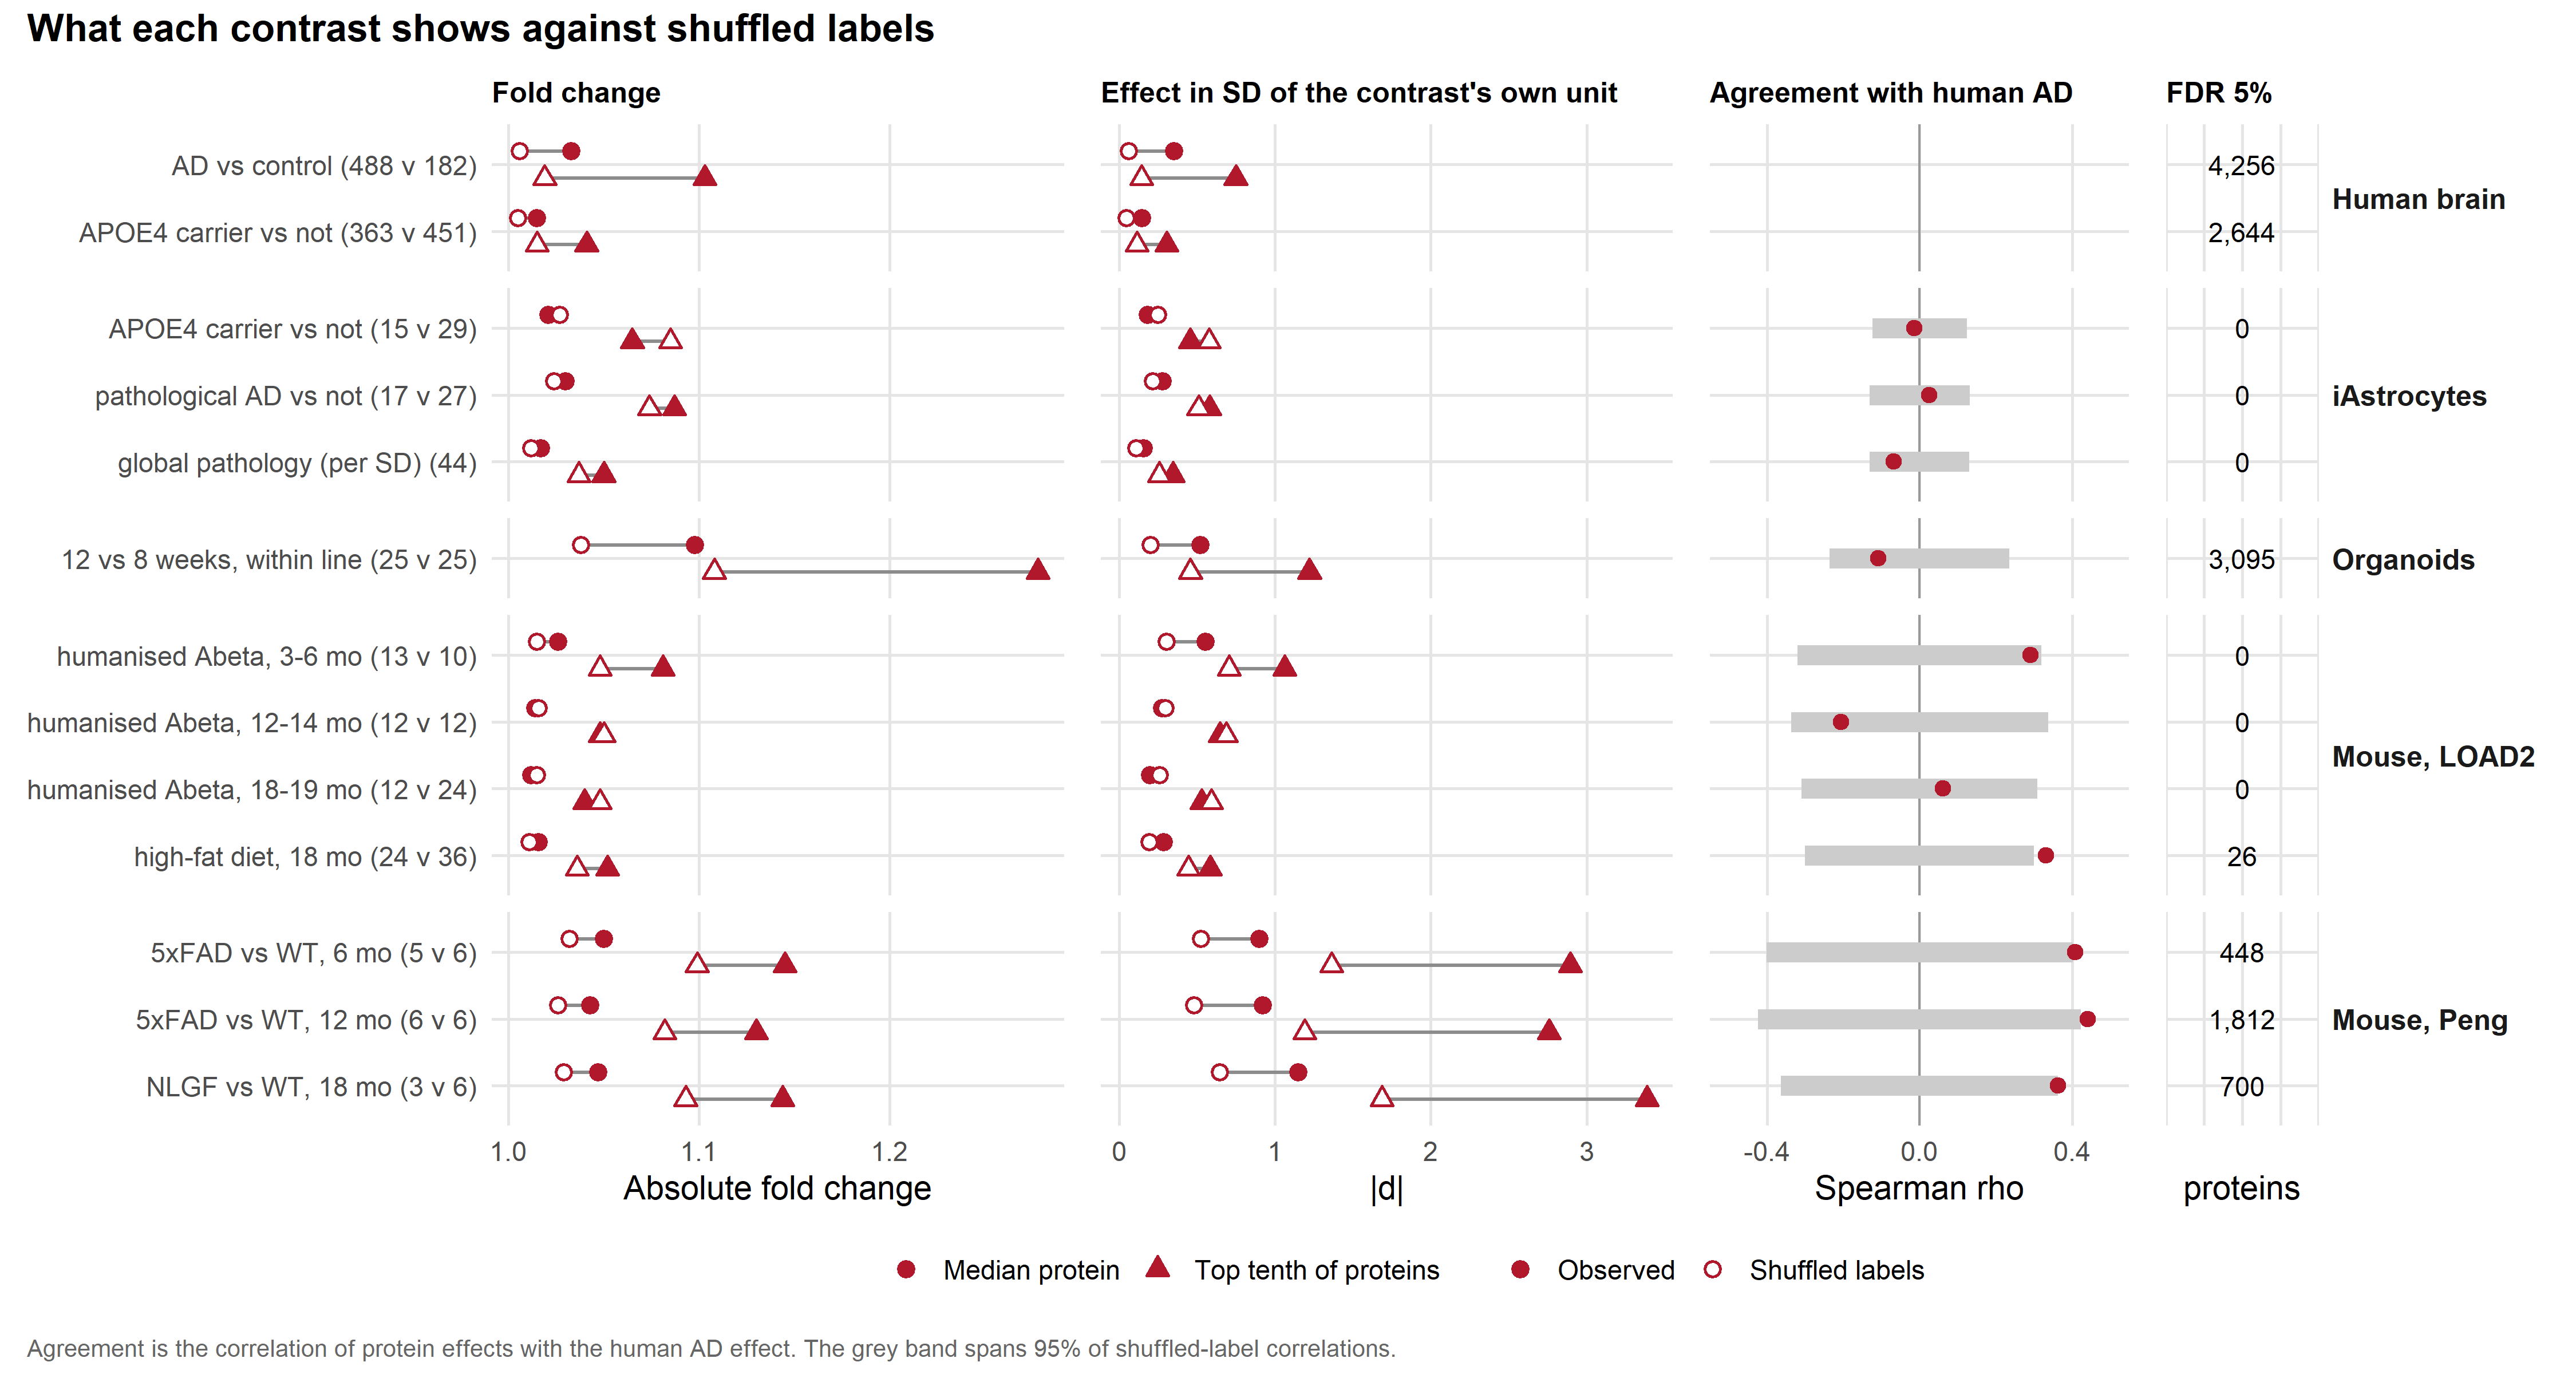 What each contrast shows against shuffled labels
Fold change
Effect in SD of the contrast's own unit
Agreement with human AD
FDR 5%
AD vs control (488 v 182)
4,256
APOE4 carrier vs not (363 v 451)
2,644
Human brain
APOE4 carrier vs not (15 v 29)
0
pathological AD vs not (17 v 27)
0
iAstrocytes
global pathology (per SD) (44)
0
12 vs 8 weeks, within line (25 v 25)
3,095
Organoids
humanised Abeta, 3-6 mo (13 v 10)
0
humanised Abeta, 12-14 mo (12 v 12)
0
Mouse, LOAD2
humanised Abeta, 18-19 mo (12 v 24)
0
high-fat diet, 18 mo (24 v 36)
26
5xFAD vs WT, 6 mo (5 v 6)
448
5xFAD vs WT, 12 mo (6 v 6)
1,812
Mouse, Peng
NLGF vs WT, 18 mo (3 v 6)
700
1.0 1.1 1.2
0 1 2 3
-0.4 0.0 0.4
Absolute fold change
|d|
Spearman rho
proteins
Median protein
Top tenth of proteins
Observed
Shuffled labels
Agreement is the correlation of protein effects with the human AD effect. The grey band spans 95% of shuffled-label correlations.